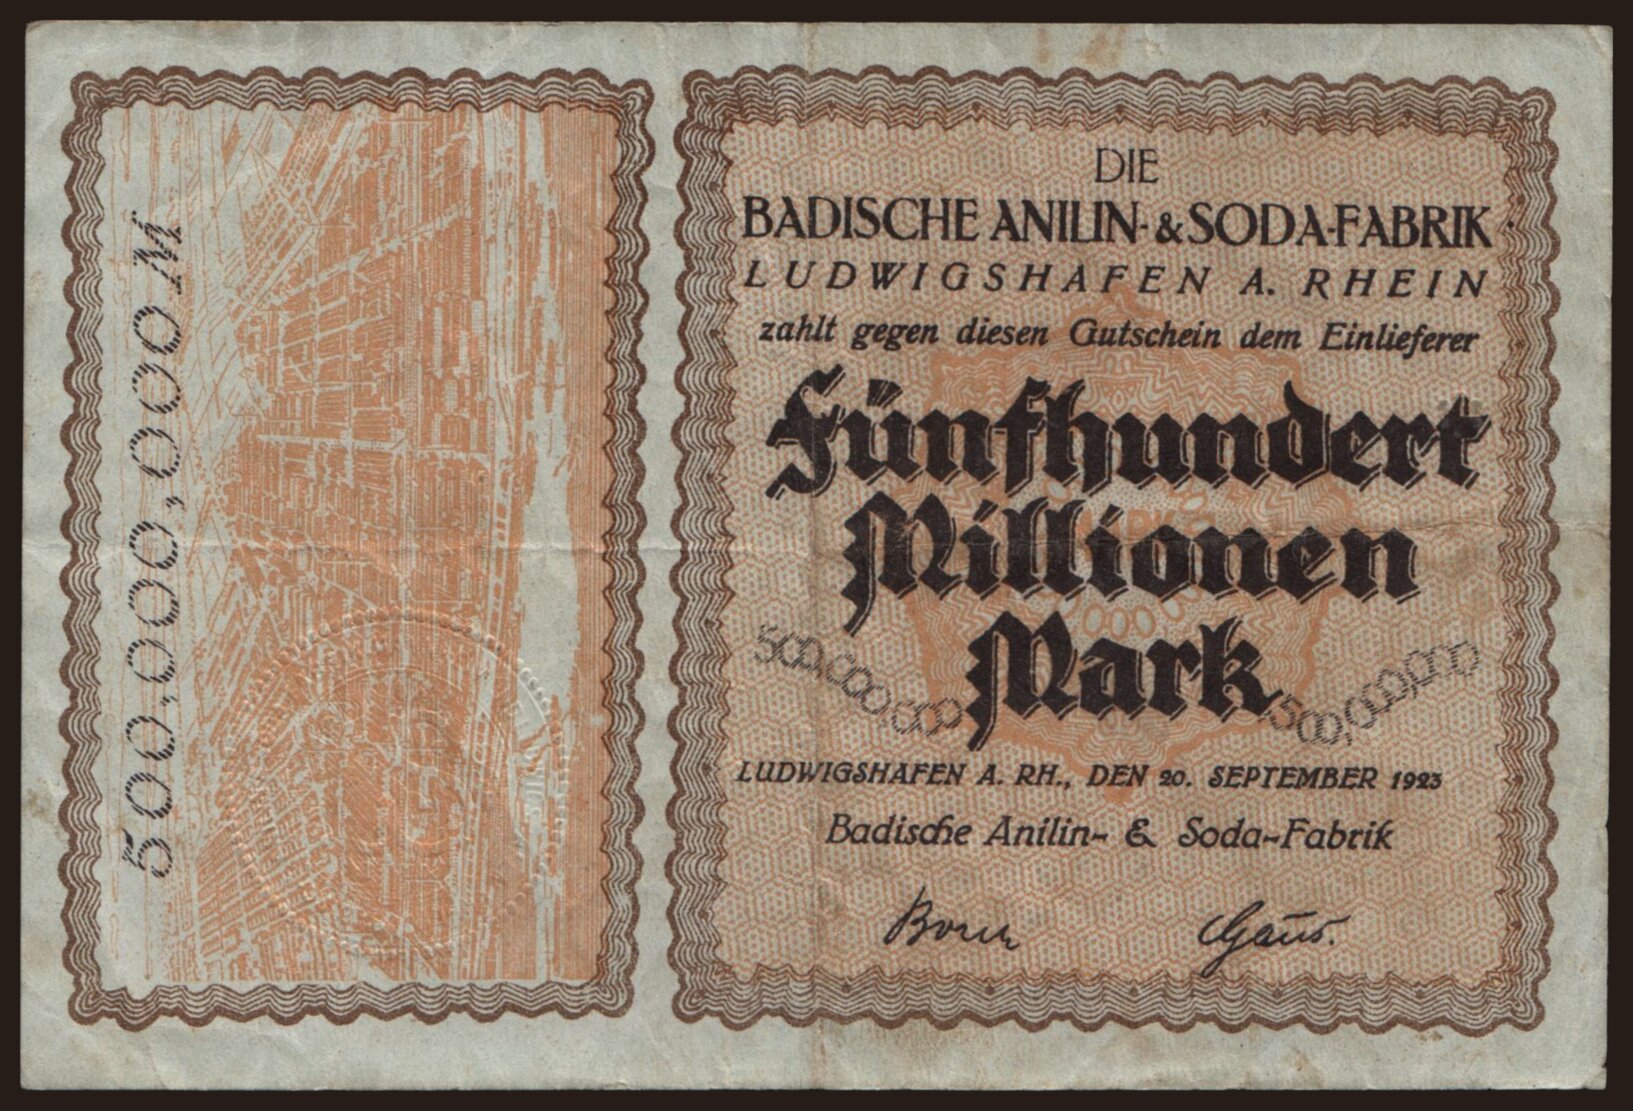 500,000,000 M
DIE
BADISCHE ANILIN- & SODA-FABRIK
LUDWIGSHAFEN A. RHEIN
zahlt gegen diesen Gutschein dem Einlieferer
Fünfhundert
Millionen
Mark
500,000,000 500,000,000
LUDWIGSHAFEN A. RH., DEN 20. SEPTEMBER 1923
Badische Anilin- & Soda-Fabrik
Gaus.